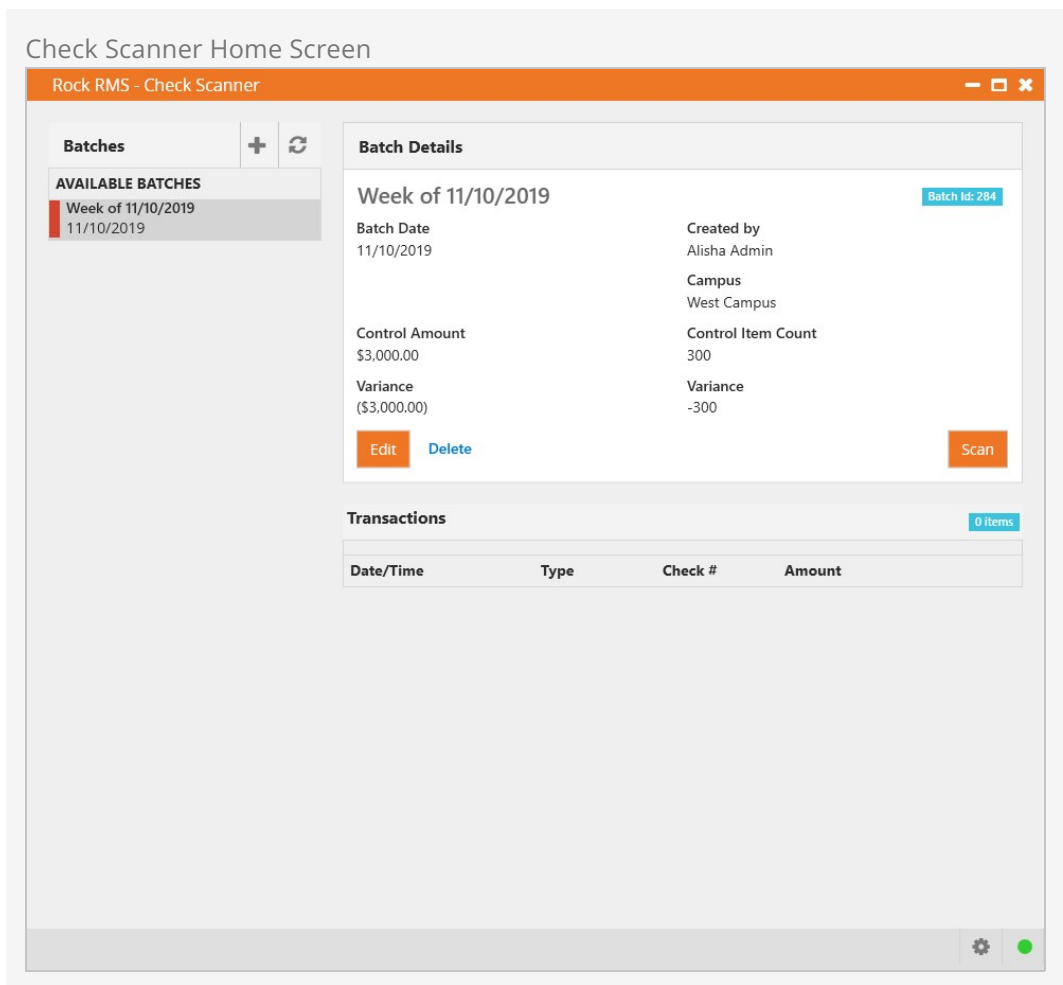 Check Scanner Home Screen
Rock RMS - Check Scanner
Batches
AVAILABLE BATCHES
Week of 11/10/2019
11/10/2019
Batch Details
Week of 11/10/2019
Batch Id: 284
Batch Date
11/10/2019
Created by
Alisha Admin
Campus
West Campus
Control Amount
$3,000.00
Control Item Count
300
Variance
($3,000.00)
Variance
-300
Edit
Delete
Scan
Transactions
0 items
Date/Time Type Check # Amount